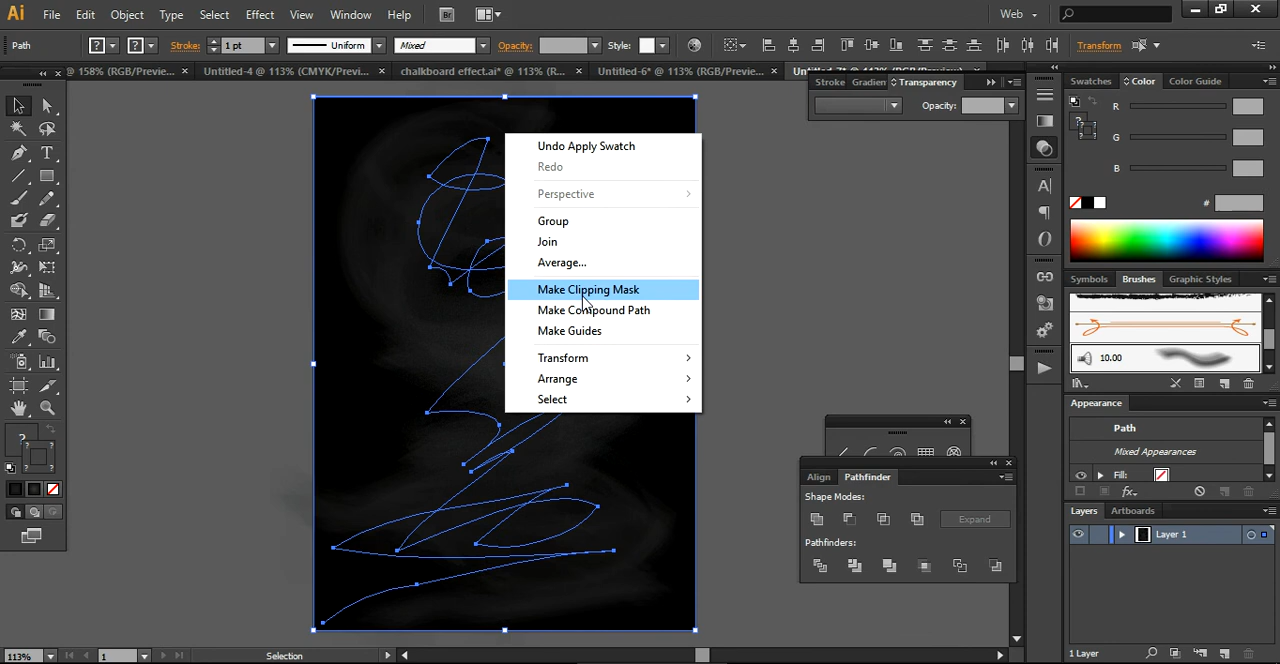 Ai File Edit Object Type Select Effect View Window Help Br Web
Path ? ? Stroke: 1 pt Uniform Mixed Opacity: Style: Transform
@ 158% (RGB/Previe... × Untitled-4 @ 113% (CMYK/Previ... × chalkboard effect.ai* @ 113% (R... × Untitled-6* @ 113% (RGB/Previe... ×
Stroke Gradien Transparency
Opacity:
Swatches Color Color Guide
R
G
B
#
Undo Apply Swatch
Redo
Perspective
Group
Join
Average...
Make Clipping Mask
Make Compound Path
Make Guides
Transform
Arrange
Select
Symbols Brushes Graphic Styles
10.00
Appearance
Path
Mixed Appearances
Fill:
Align Pathfinder
Shape Modes:
Expand
Pathfinders:
Layers Artboards
Layer 1
1 Layer
113% 1 Selection